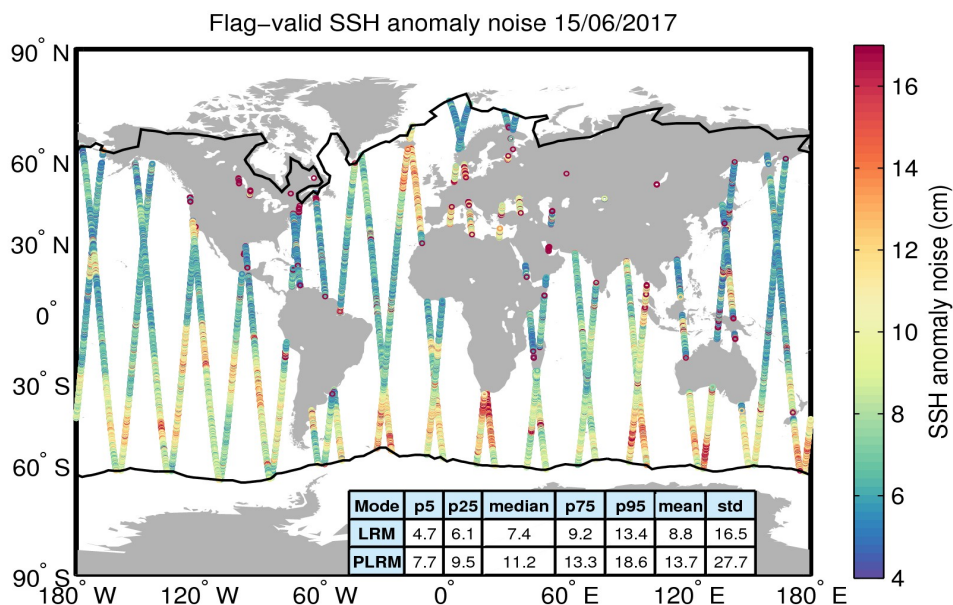 Flag−valid SSH anomaly noise 15/06/2017
90° N
60° N
30° N
0°
30° S
60° S
90° S
180° W
120° W
60° W
0°
60° E
120° E
180° E
16
14
12
10
8
6
4
SSH anomaly noise (cm)
Mode p5 p25 median p75 p95 mean std
LRM 4.7 6.1 7.4 9.2 13.4 8.8 16.5
PLRM 7.7 9.5 11.2 13.3 18.6 13.7 27.7